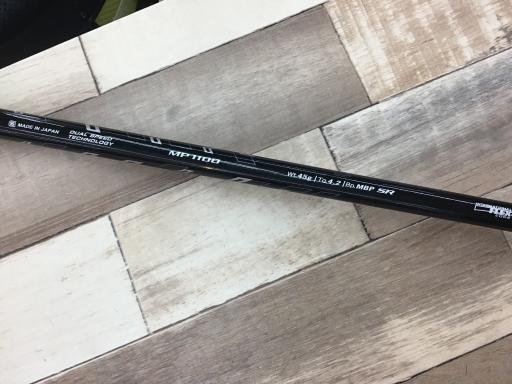 MADE IN JAPAN
DUAL SPEED
TECHNOLOGY
MP1100
Wt.45g | Tq.4.2 | Bp.MBP SR